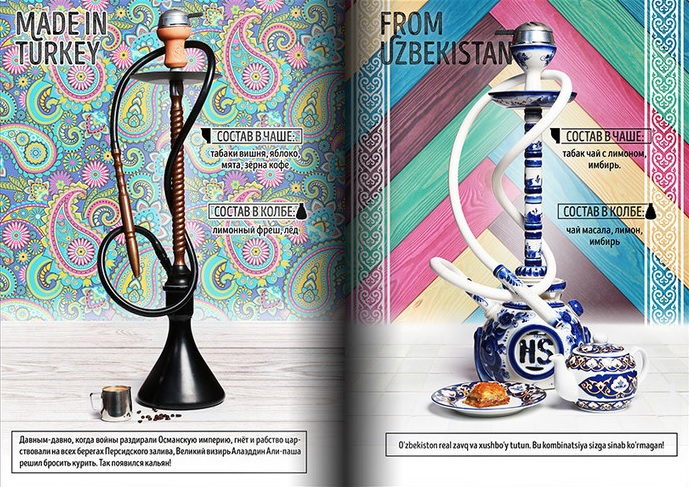 MADE IN
TURKEY
СОСТАВ В ЧАШЕ:
табаки вишня, яблоко,
мята, зёрна кофе
СОСТАВ В КОЛБЕ:
лимонный фреш, лёд
Давным-давно, когда войны раздирали Османскую империю, гнёт и рабство цар-
ствовали на всех берегах Персидского залива, Великий визирь Алаэддин Али-паша
решил бросить курить. Так появился кальян!
FROM
UZBEKISTAN
СОСТАВ В ЧАШЕ:
табак чай с лимоном,
имбирь.
СОСТАВ В КОЛБЕ:
чай масала, лимон,
имбирь
HS
O'zbekiston real zavq va xushbo'y tutun. Bu kombinatsiya sizga sinab ko'rmagan!